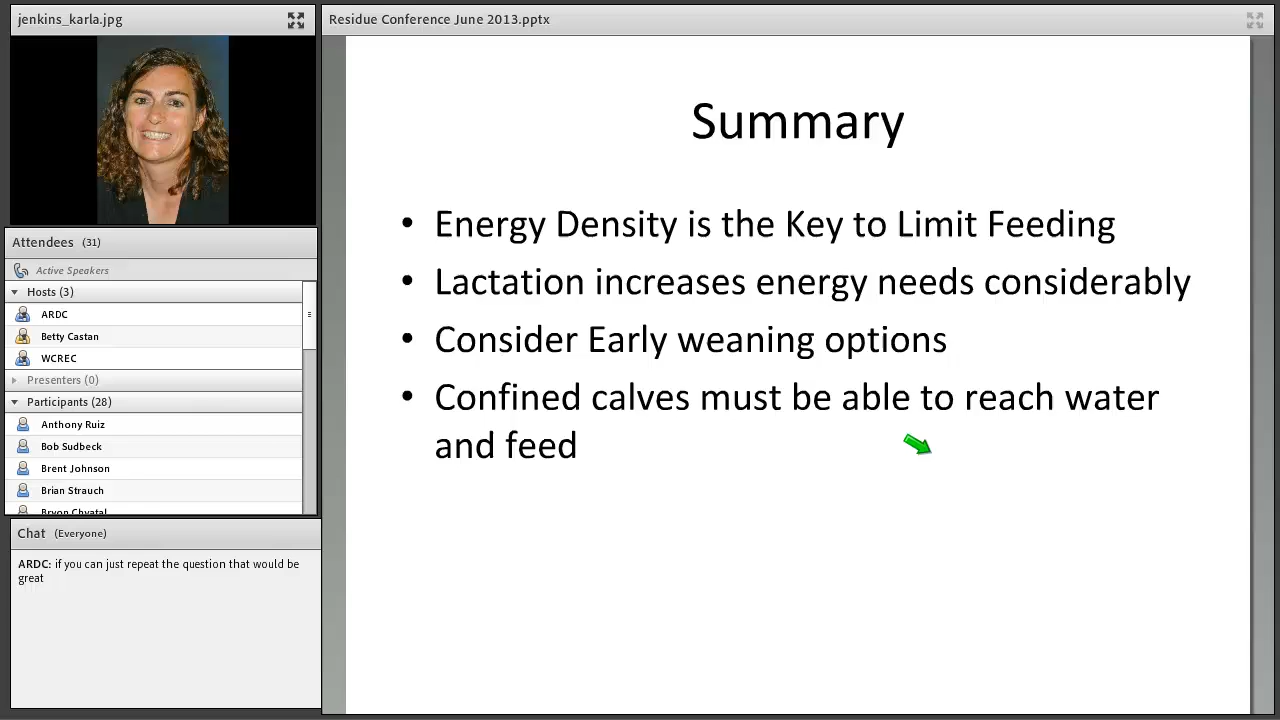 jenkins_karla.jpg
Attendees (31)
Active Speakers
Hosts (3)
ARDC
Betty Castan
WCREC
Presenters (0)
Participants (28)
Anthony Ruiz
Bob Sudbeck
Brent Johnson
Brian Strauch
Bryon Chvatal
Chat (Everyone)
ARDC: if you can just repeat the question that would be
great
Residue Conference June 2013.pptx
Summary
• Energy Density is the Key to Limit Feeding
• Lactation increases energy needs considerably
• Consider Early weaning options
• Confined calves must be able to reach water
and feed